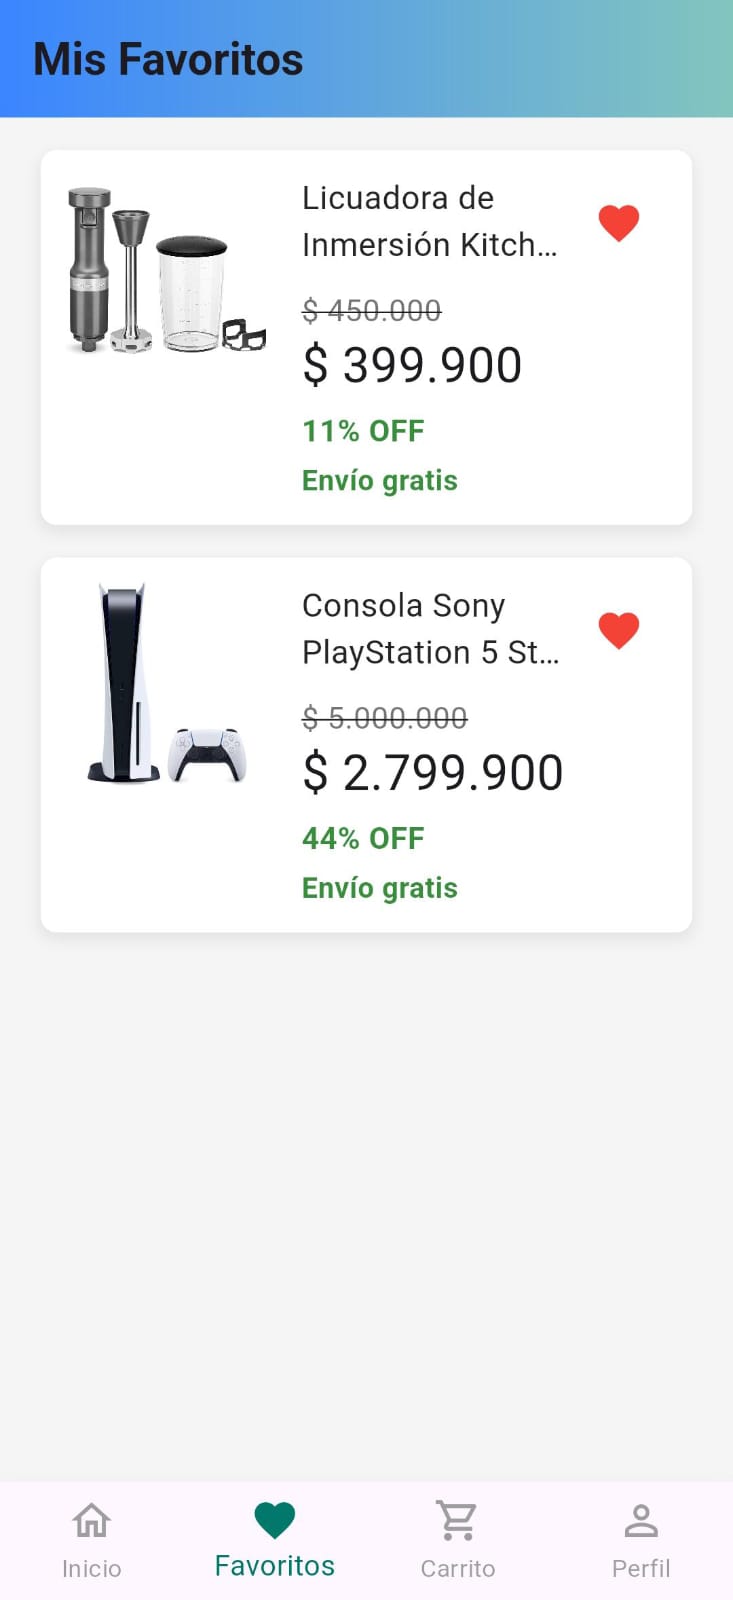 Mis Favoritos
Licuadora de
Inmersión Kitch...
$ 450.000
$ 399.900
11% OFF
Envío gratis
Consola Sony
PlayStation 5 St...
$ 5.000.000
$ 2.799.900
44% OFF
Envío gratis
Inicio
Favoritos
Carrito
Perfil